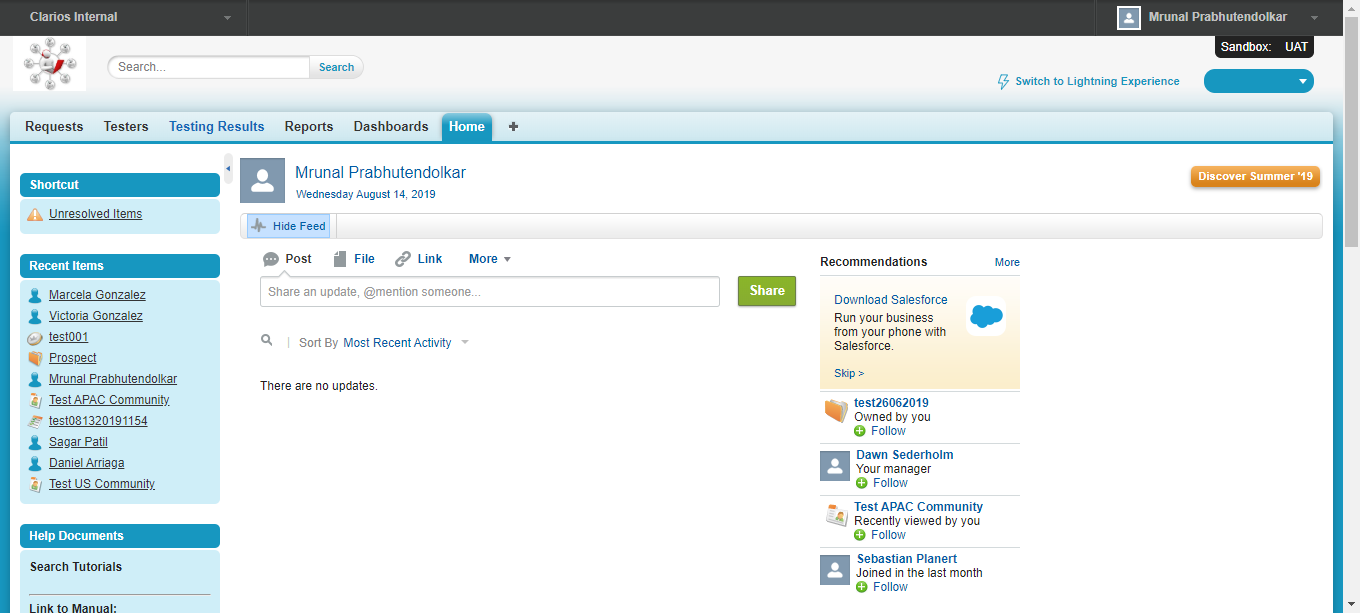 Clarios Internal
Mrunal Prabhutendolkar
Sandbox: UAT
Search...
Search
Switch to Lightning Experience
Requests
Testers
Testing Results
Reports
Dashboards
Home
Shortcut
Unresolved Items
Recent Items
Marcela Gonzalez
Victoria Gonzalez
test001
Prospect
Mrunal Prabhutendolkar
Test APAC Community
test081320191154
Sagar Patil
Daniel Arriaga
Test US Community
Help Documents
Search Tutorials
Link to Manual:
Mrunal Prabhutendolkar
Wednesday August 14, 2019
Discover Summer '19
Hide Feed
Post
File
Link
More
Share an update, @mention someone...
Share
Sort By Most Recent Activity
There are no updates.
Recommendations
More
Download Salesforce
Run your business
from your phone with
Salesforce.
Skip >
test26062019
Owned by you
Follow
Dawn Sederholm
Your manager
Follow
Test APAC Community
Recently viewed by you
Follow
Sebastian Planert
Joined in the last month
Follow